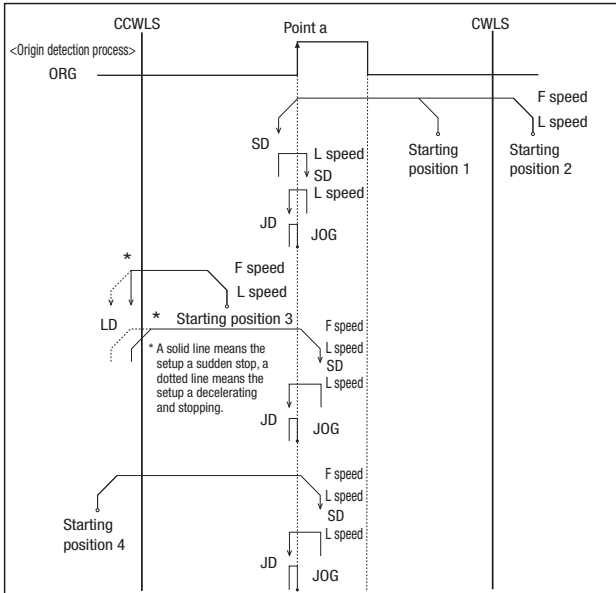 CCWLS
Point a
CWLS
<Origin detection process>
ORG
F speed
L speed
SD
Starting
position 1
Starting
position 2
L speed
SD
L speed
JD
JOG
*
F speed
L speed
LD
*
Starting position 3
F speed
* A solid line means the
setup a sudden stop, a
dotted line means the
setup a decelerating
and stopping.
L speed
SD
L speed
JD
JOG
F speed
L speed
SD
Starting
position 4
L speed
JD
JOG